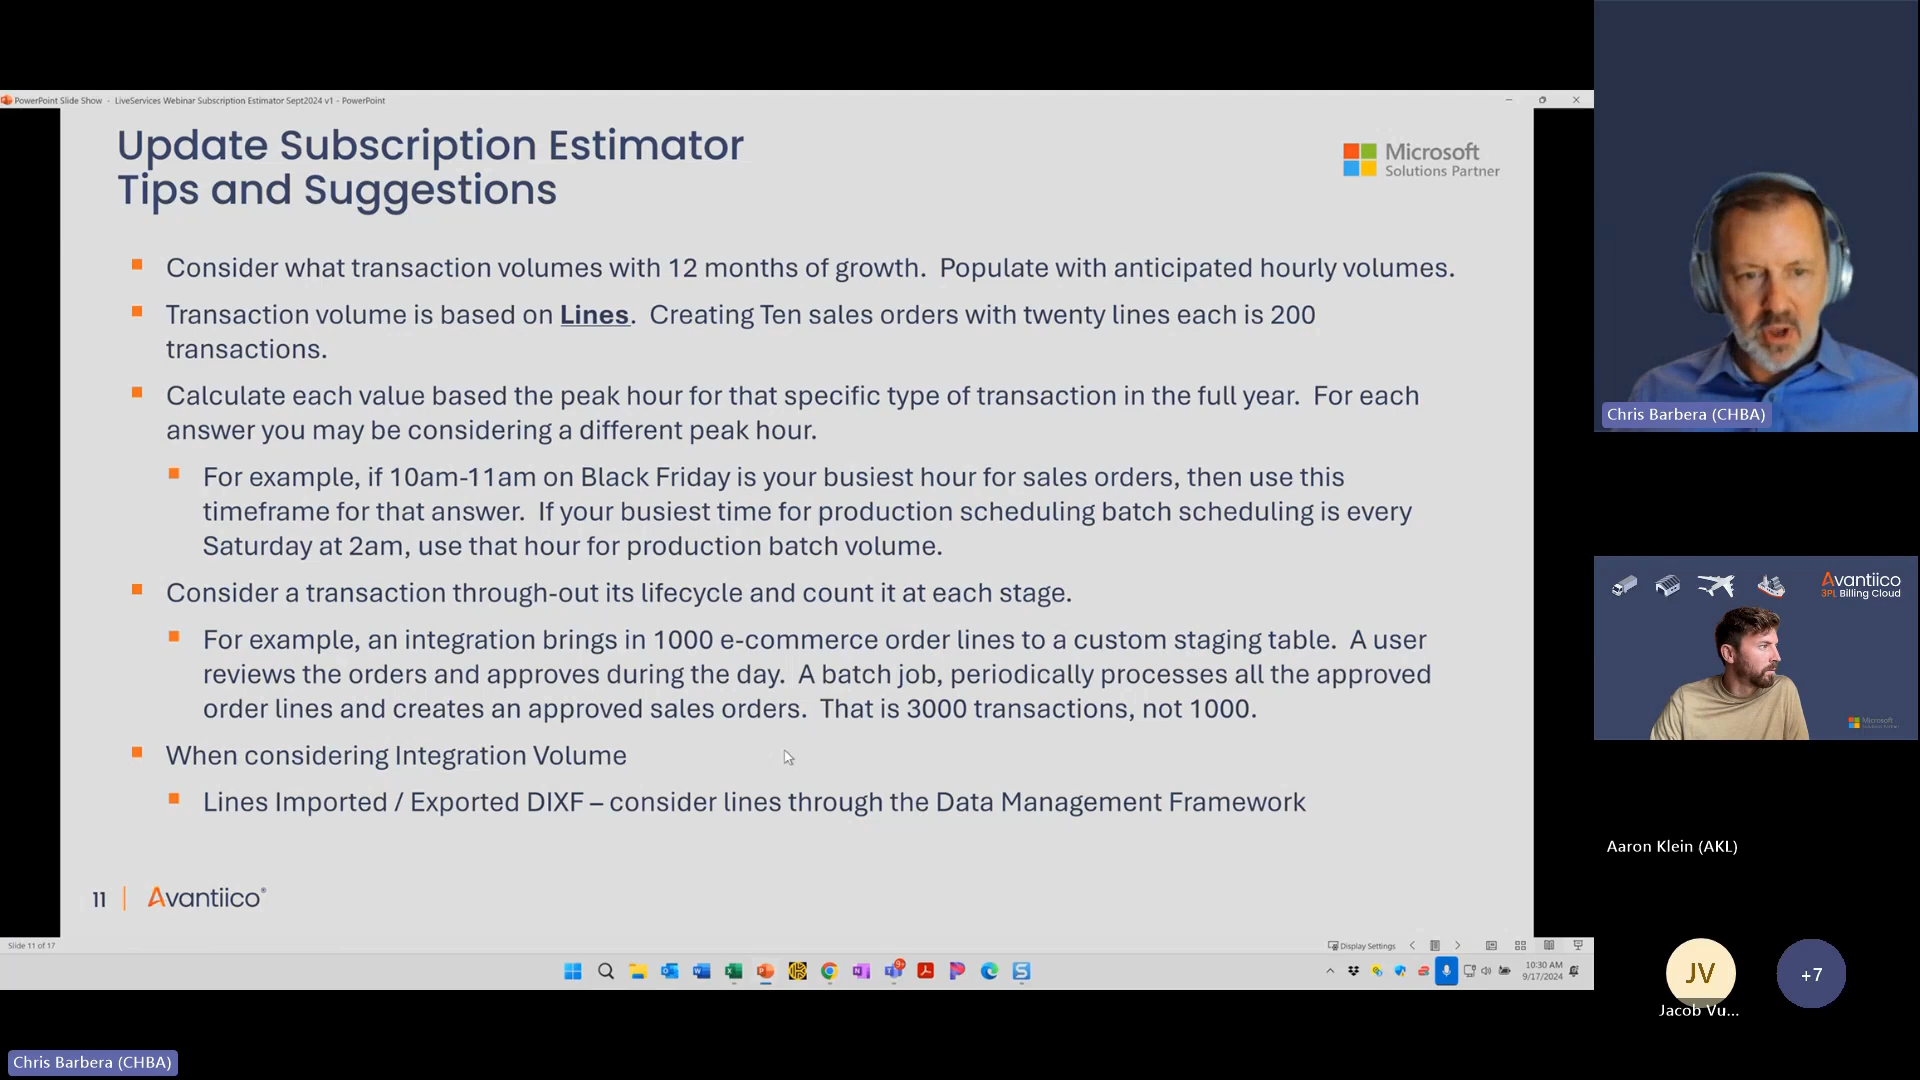 PowerPoint Slide Show - LiveServices Webinar Subscription Estimator Sept2024 v1 - PowerPoint
Update Subscription Estimator
Tips and Suggestions
Microsoft
Solutions Partner
Consider what transaction volumes with 12 months of growth. Populate with anticipated hourly volumes.
Transaction volume is based on Lines. Creating Ten sales orders with twenty lines each is 200
transactions.
Calculate each value based the peak hour for that specific type of transaction in the full year. For each
answer you may be considering a different peak hour.
For example, if 10am-11am on Black Friday is your busiest hour for sales orders, then use this
timeframe for that answer. If your busiest time for production scheduling batch scheduling is every
Saturday at 2am, use that hour for production batch volume.
Consider a transaction through-out its lifecycle and count it at each stage.
For example, an integration brings in 1000 e-commerce order lines to a custom staging table. A user
reviews the orders and approves during the day. A batch job, periodically processes all the approved
order lines and creates an approved sales orders. That is 3000 transactions, not 1000.
When considering Integration Volume
Lines Imported / Exported DIXF – consider lines through the Data Management Framework
11
Avantiico®
Slide 11 of 17
Display Settings
9+
10:30 AM
9/17/2024
Chris Barbera (CHBA)
Avantiico
3PL Billing Cloud
Microsoft
Aaron Klein (AKL)
JV
+7
Jacob Vu...
Chris Barbera (CHBA)